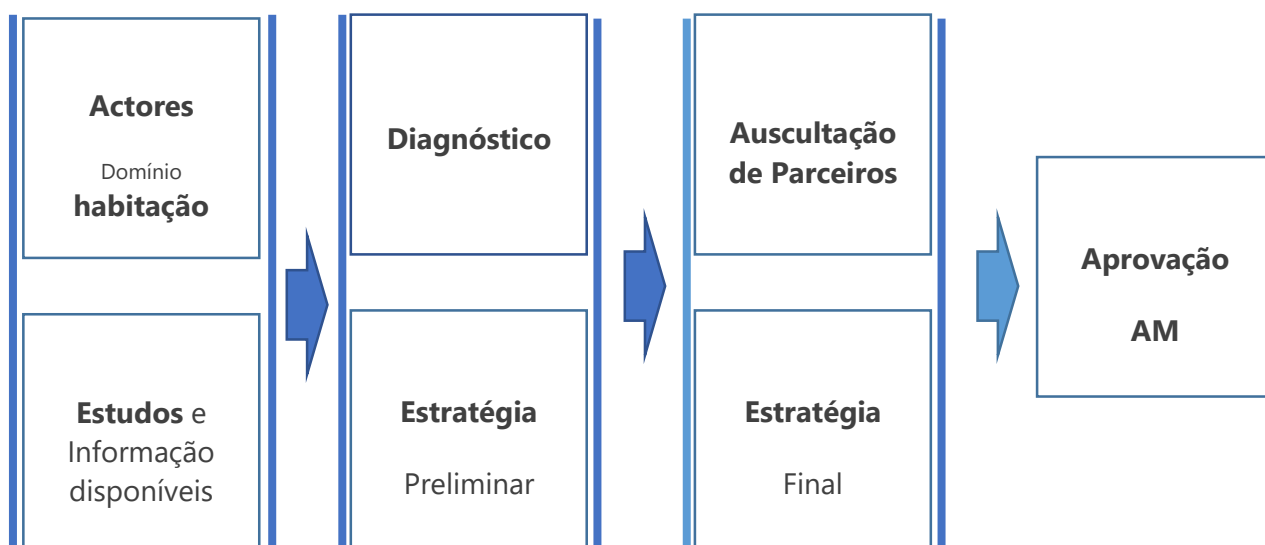 Actores
Domínio
habitação
Estudos e
Informação
disponíveis
Diagnóstico
Estratégia
Preliminar
Auscultação
de Parceiros
Estratégia
Final
Aprovação
AM